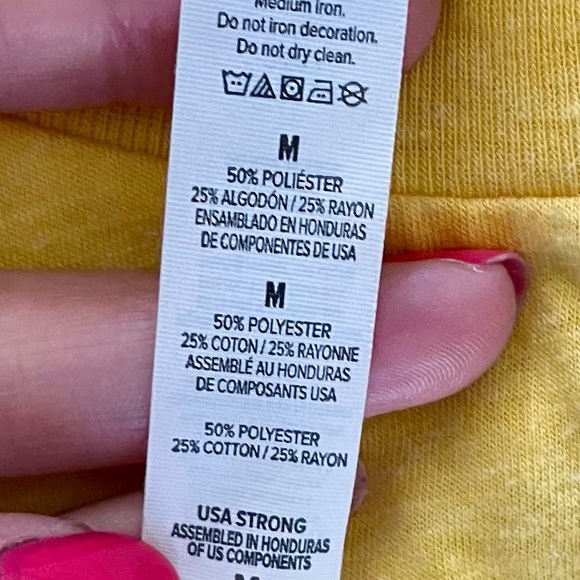 Medium iron.
Do not iron decoration.
Do not dry clean.
M
50% POLIÉSTER
25% ALGODÓN / 25% RAYON
ENSAMBLADO EN HONDURAS
DE COMPONENTES DE USA
M
50% POLYESTER
25% COTON / 25% RAYONNE
ASSEMBLÉ AU HONDURAS
DE COMPOSANTS USA
50% POLYESTER
25% COTTON / 25% RAYON
USA STRONG
ASSEMBLED IN HONDURAS
OF US COMPONENTS